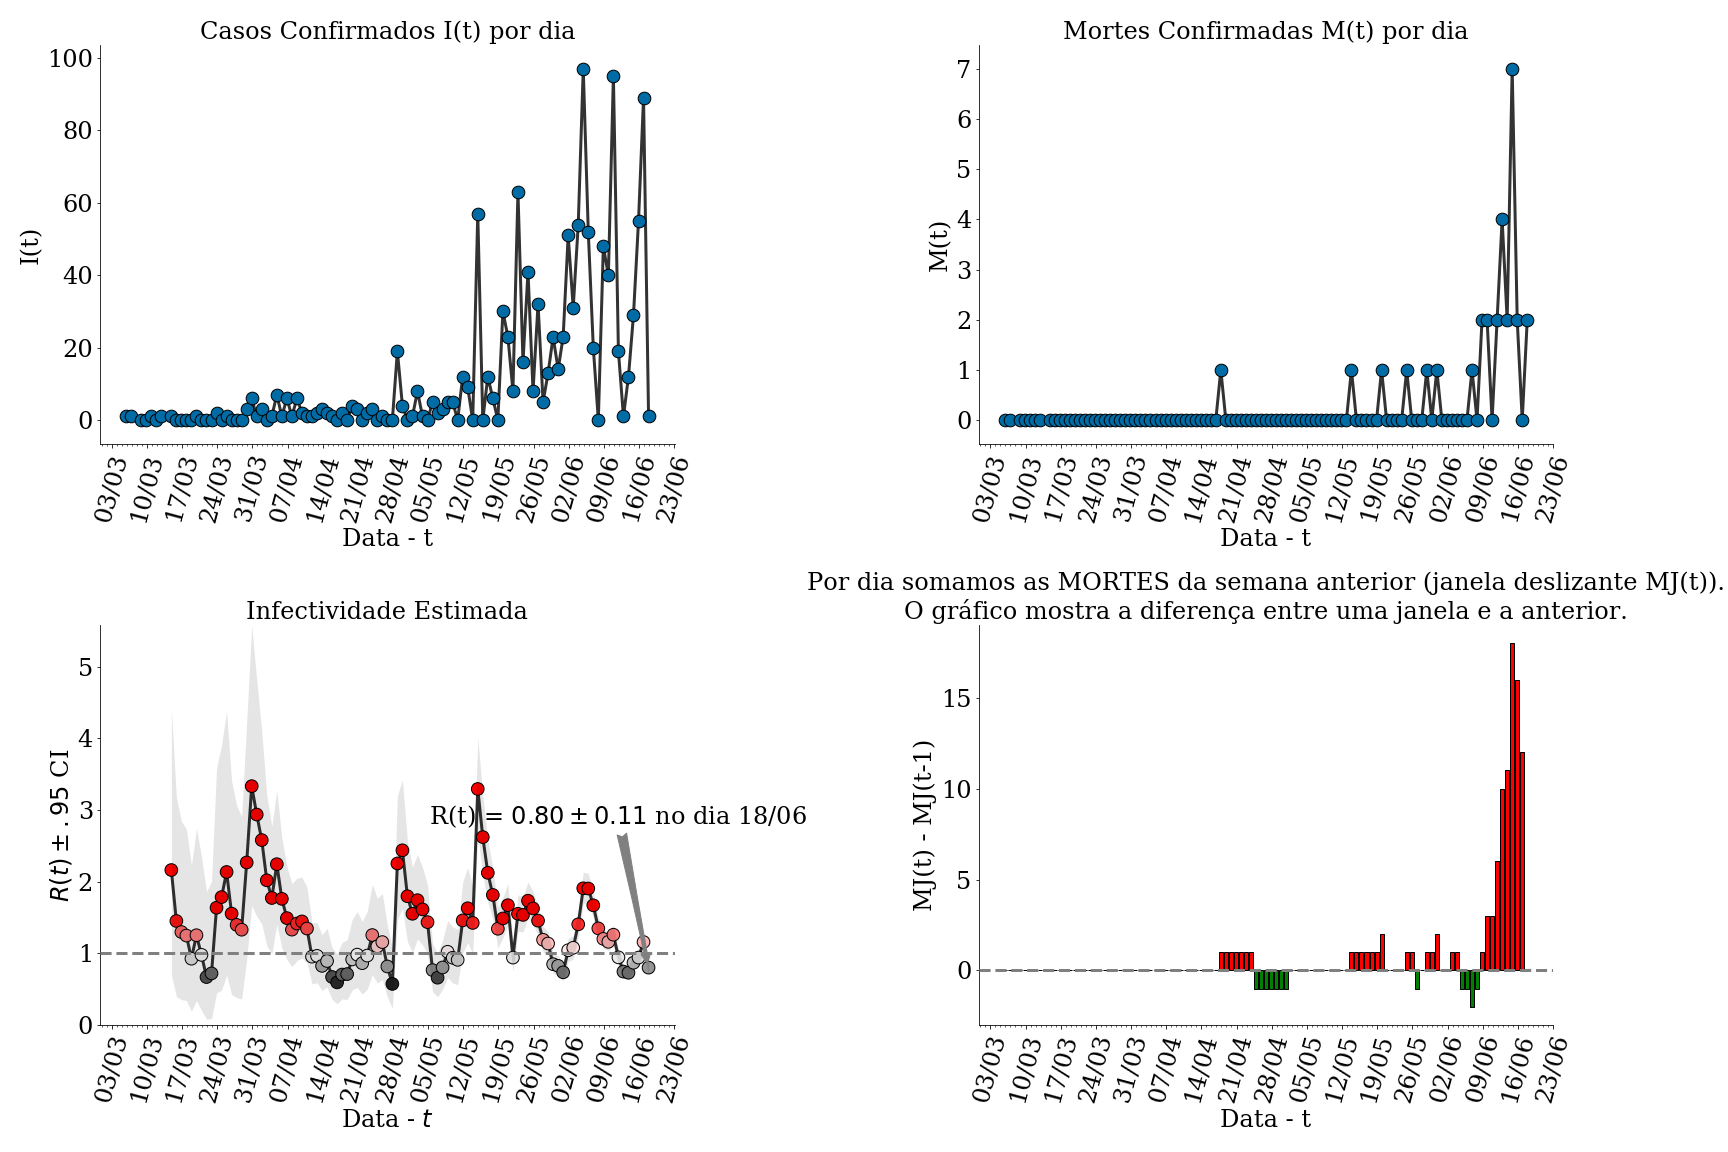 Casos Confirmados I(t) por dia
100
80
60
40
20
0
I(t)
03/03 10/03 17/03 24/03 31/03 07/04 14/04 21/04 28/04 05/05 12/05 19/05 26/05 02/06 09/06 16/06 23/06
Data - t
Mortes Confirmadas M(t) por dia
7
6
5
4
3
2
1
0
M(t)
03/03 10/03 17/03 24/03 31/03 07/04 14/04 21/04 28/04 05/05 12/05 19/05 26/05 02/06 09/06 16/06 23/06
Data - t
Infectividade Estimada
5
4
3
2
1
0
R(t) ± .95 CI
R(t) = 0.80 ± 0.11 no dia 18/06
03/03 10/03 17/03 24/03 31/03 07/04 14/04 21/04 28/04 05/05 12/05 19/05 26/05 02/06 09/06 16/06 23/06
Data - t
Por dia somamos as MORTES da semana anterior (janela deslizante MJ(t)).
O gráfico mostra a diferença entre uma janela e a anterior.
15
10
5
0
MJ(t) - MJ(t-1)
03/03 10/03 17/03 24/03 31/03 07/04 14/04 21/04 28/04 05/05 12/05 19/05 26/05 02/06 09/06 16/06 23/06
Data - t